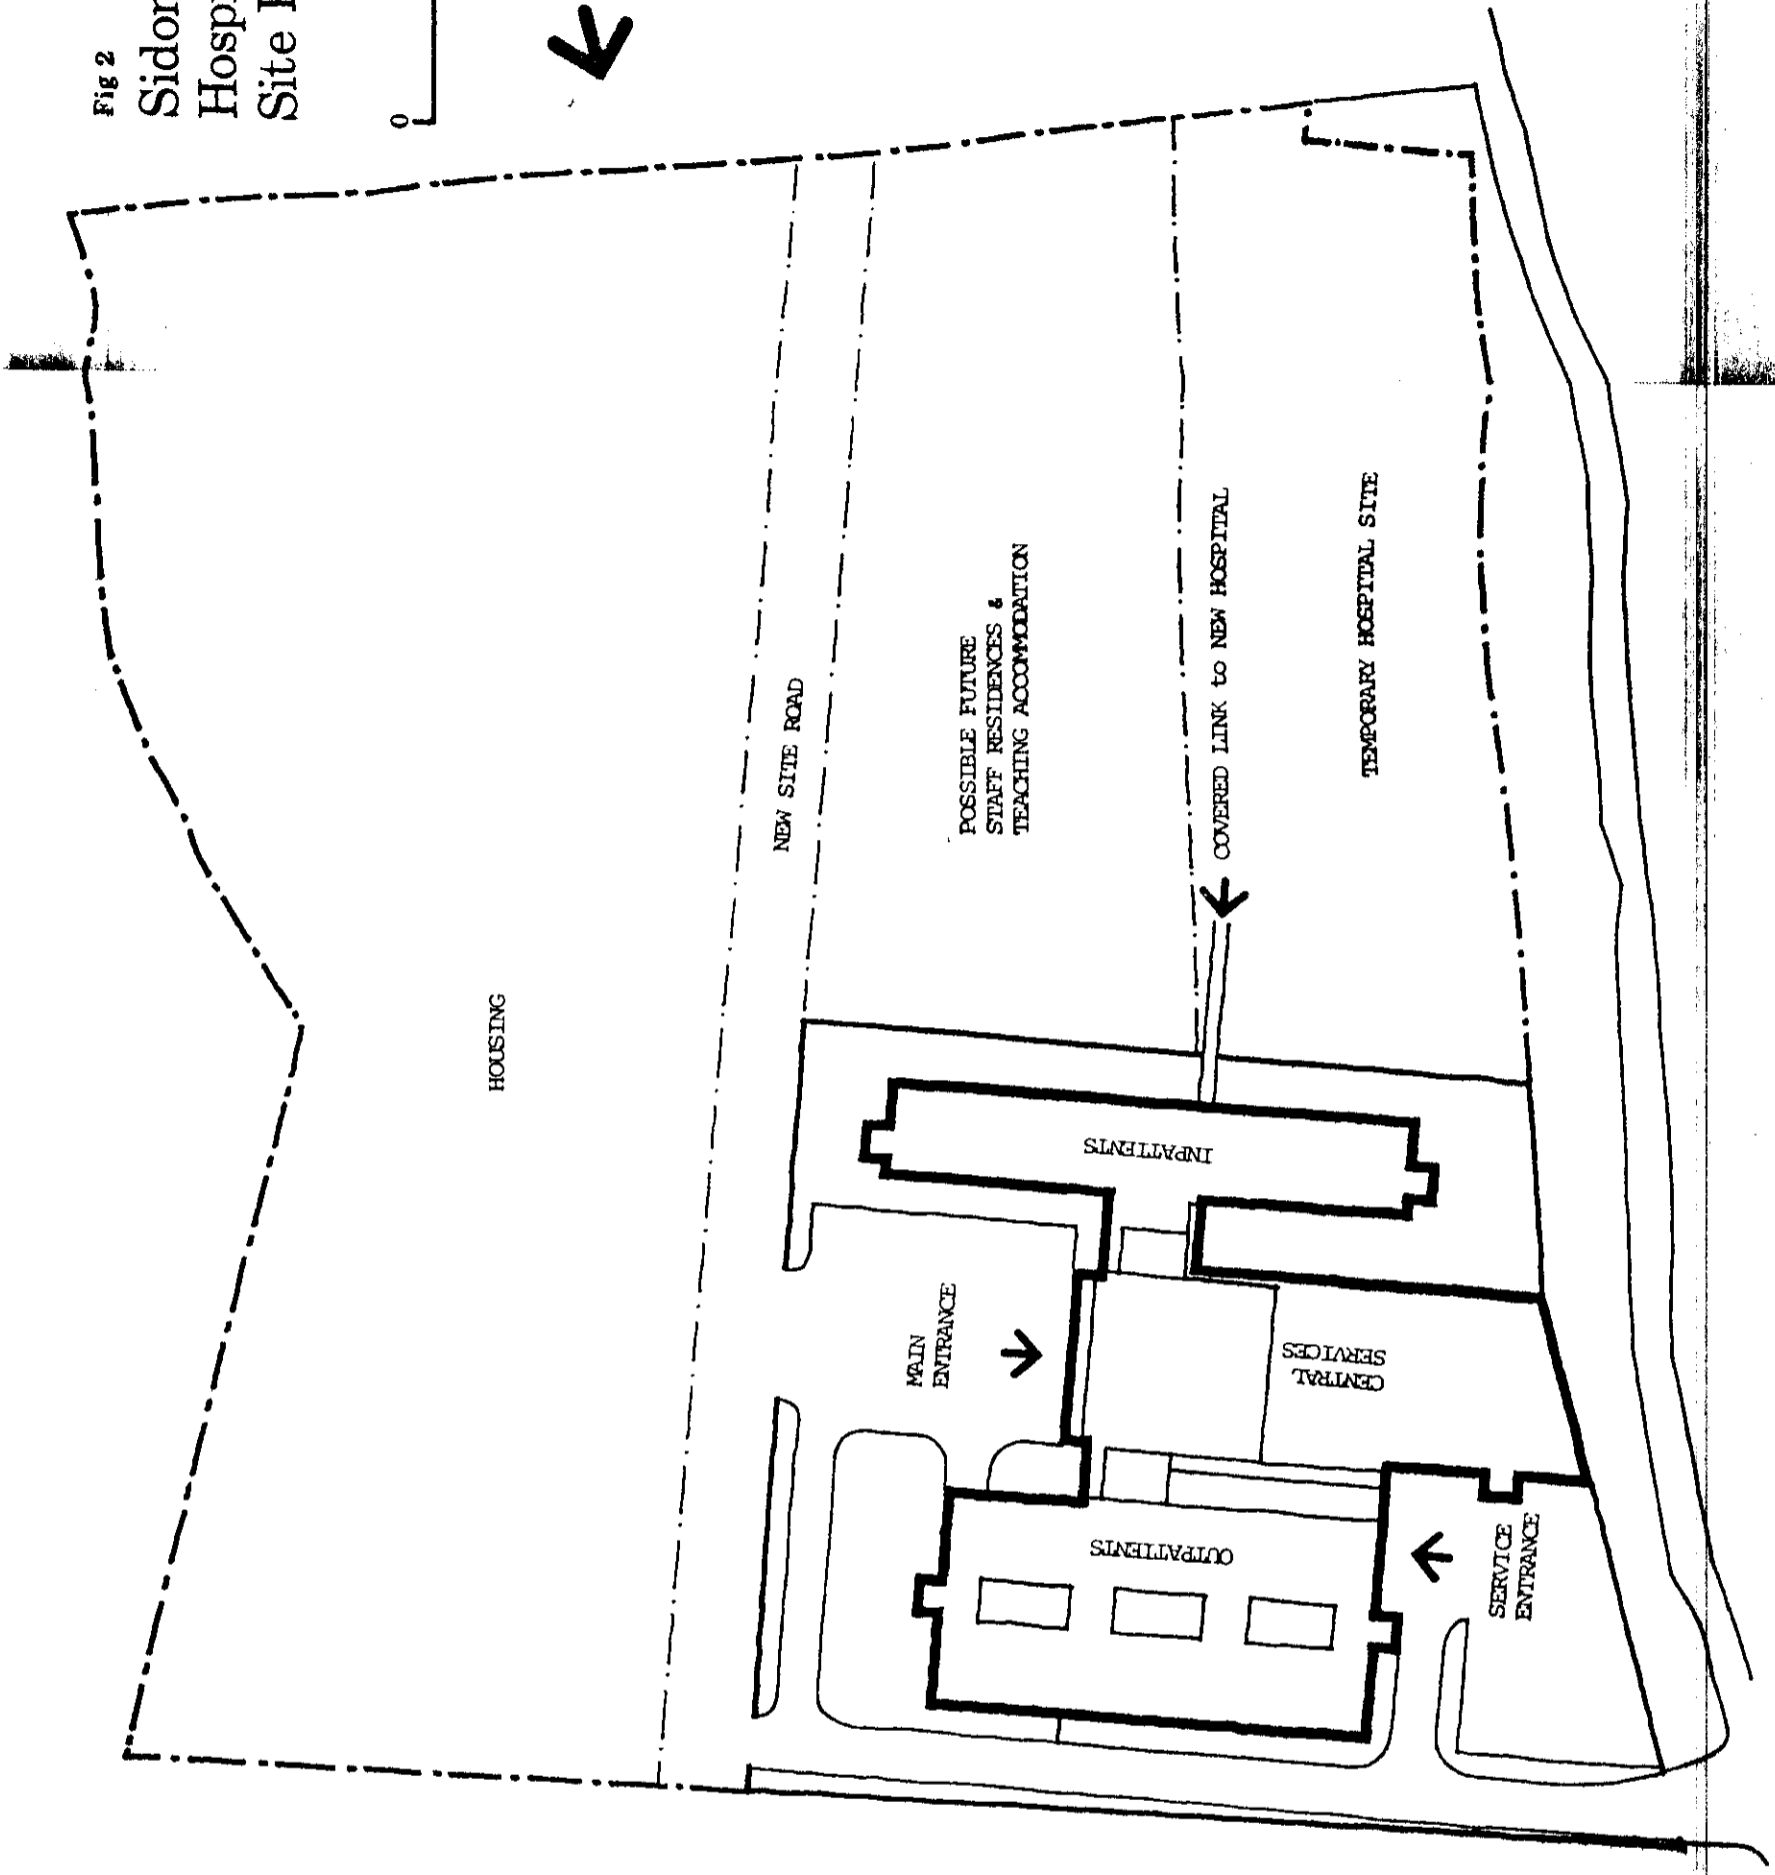 Fig 2
Sidon
Hosp
Site
0
HOUSING
NEW SITE ROAD
POSSIBLE FUTURE
STAFF RESIDENCES &
TEACHING ACCOMMODATION
COVERED LINK to NEW HOSPITAL
TEMPORARY HOSPITAL SITE
INPATIENTS
MAIN
ENTRANCE
CENTRAL
SERVICES
OUTPATIENTS
SERVICE
ENTRANCE